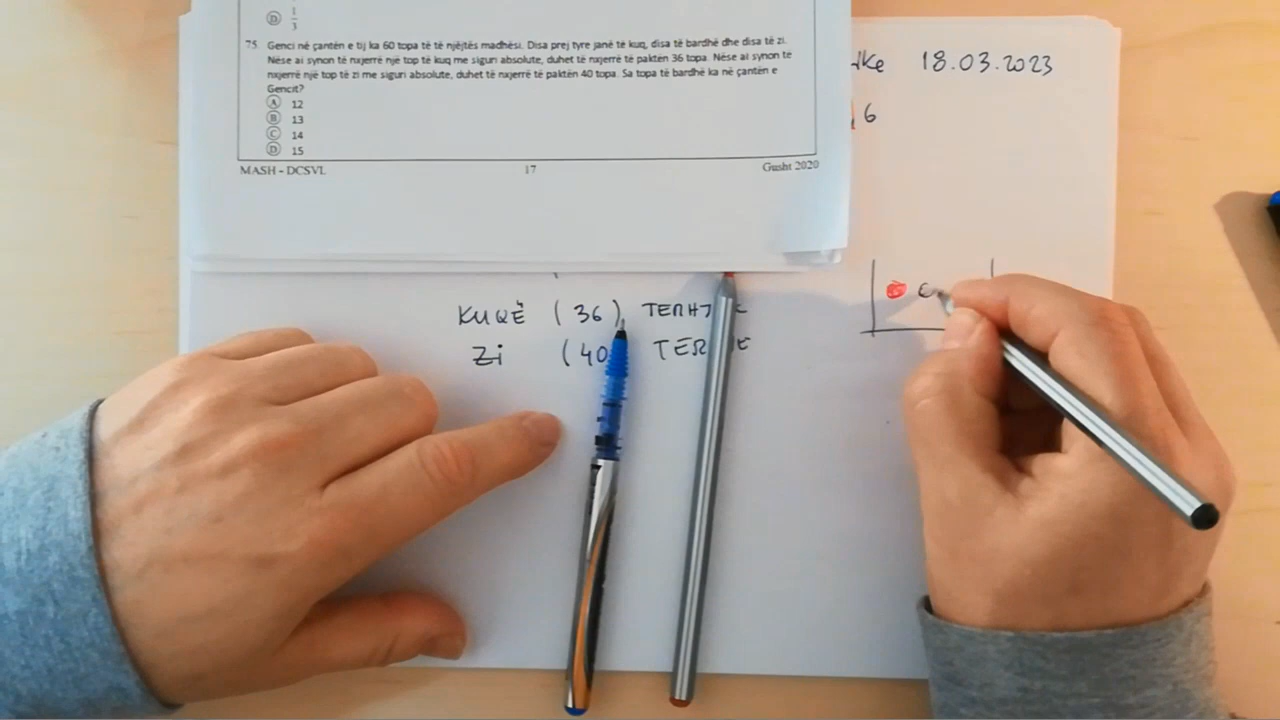 D 1/3
75. Genci në çantën e tij ka 60 topa të të njëjtës madhësi. Disa prej tyre janë të kuq, disa të bardhë dhe disa të zi.
Nëse ai synon të nxjerrë një top të kuq me siguri absolute, duhet të nxjerrë të paktën 36 topa. Nëse ai synon të
nxjerrë një top të zi me siguri absolute, duhet të nxjerrë të paktën 40 topa. Sa topa të bardhë ka në çantën e
Gencit?
A 12
B 13
C 14
D 15
MASH - DCSVL 17 Gusht 2020
18.03.2023
6
KUQË (36)
Zi (40